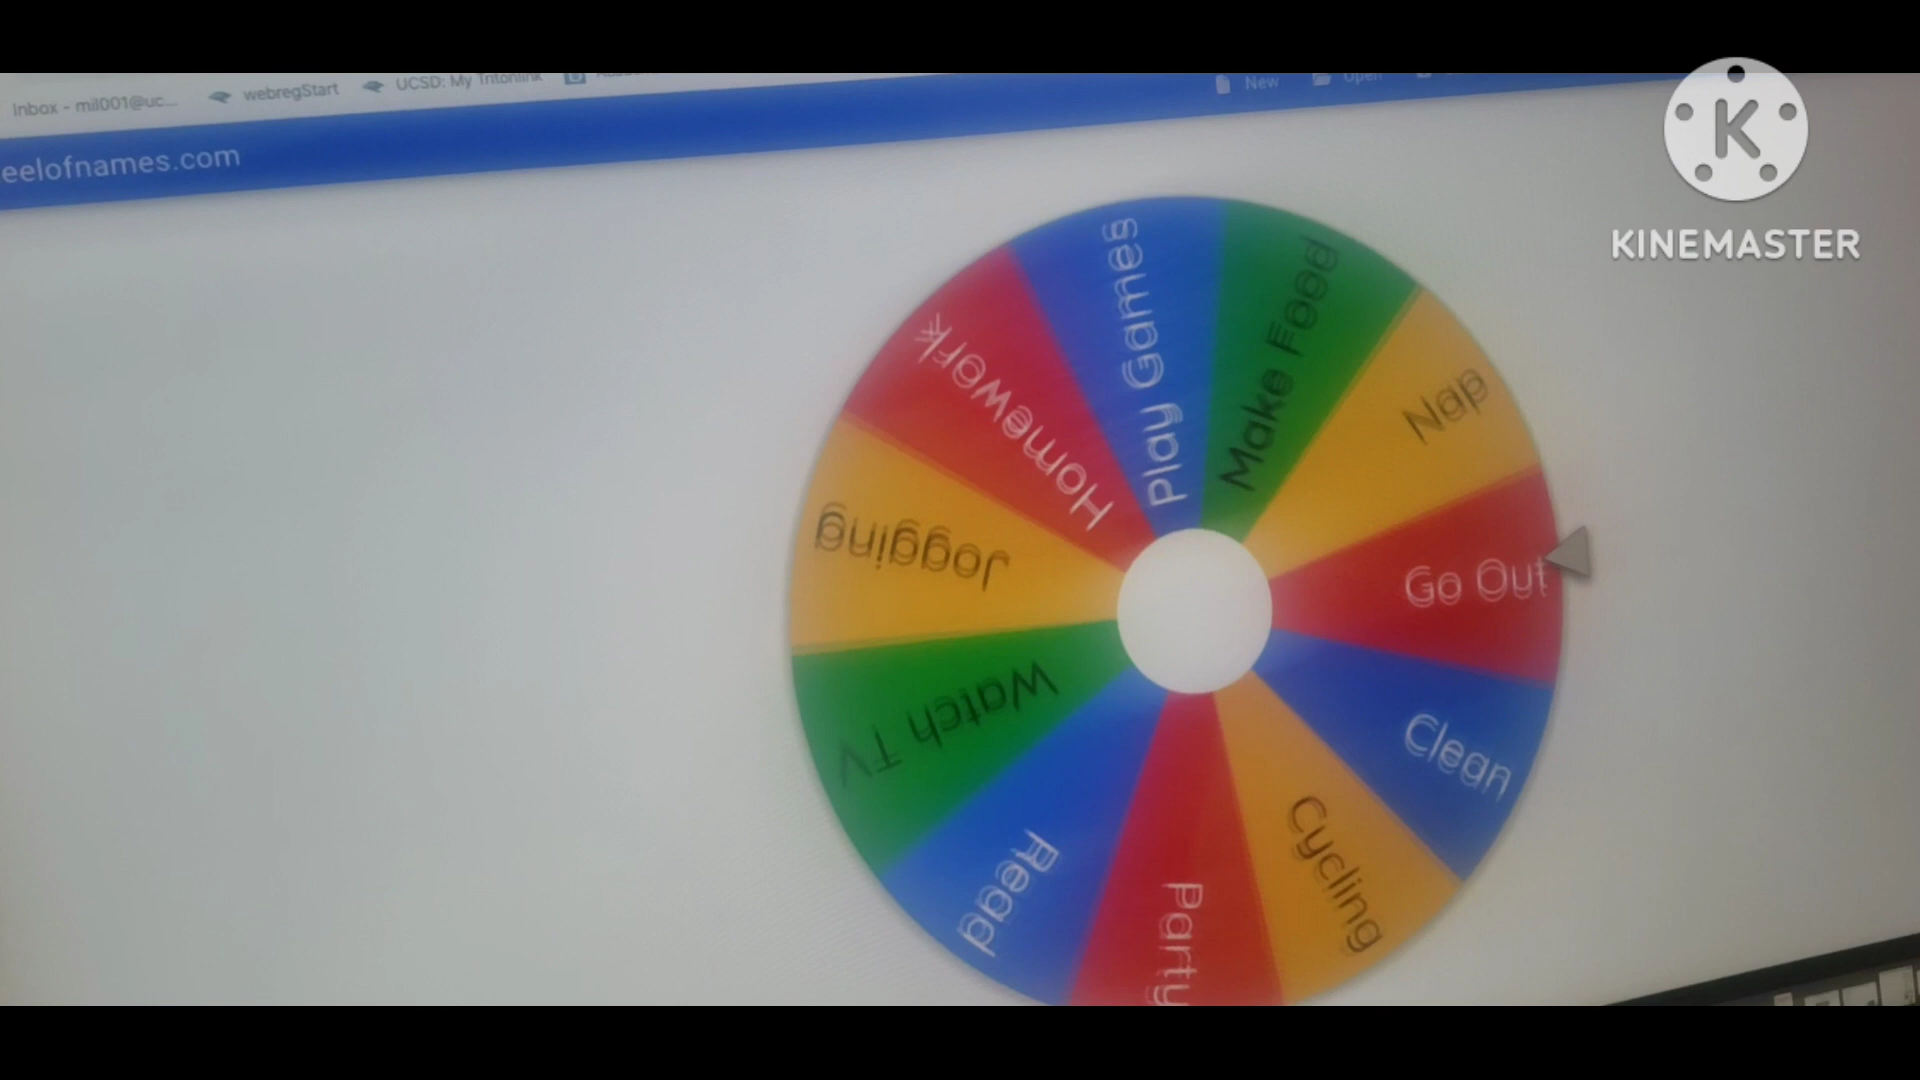 Inbox - mil001@uc...
webregStart
UCSD: My Tritonlink
New
Open
eelofnames.com
KINEMASTER
Play Games
Make Food
Nap
Go Out
Clean
Cycling
Party
Read
Watch TV
Jogging
Homework